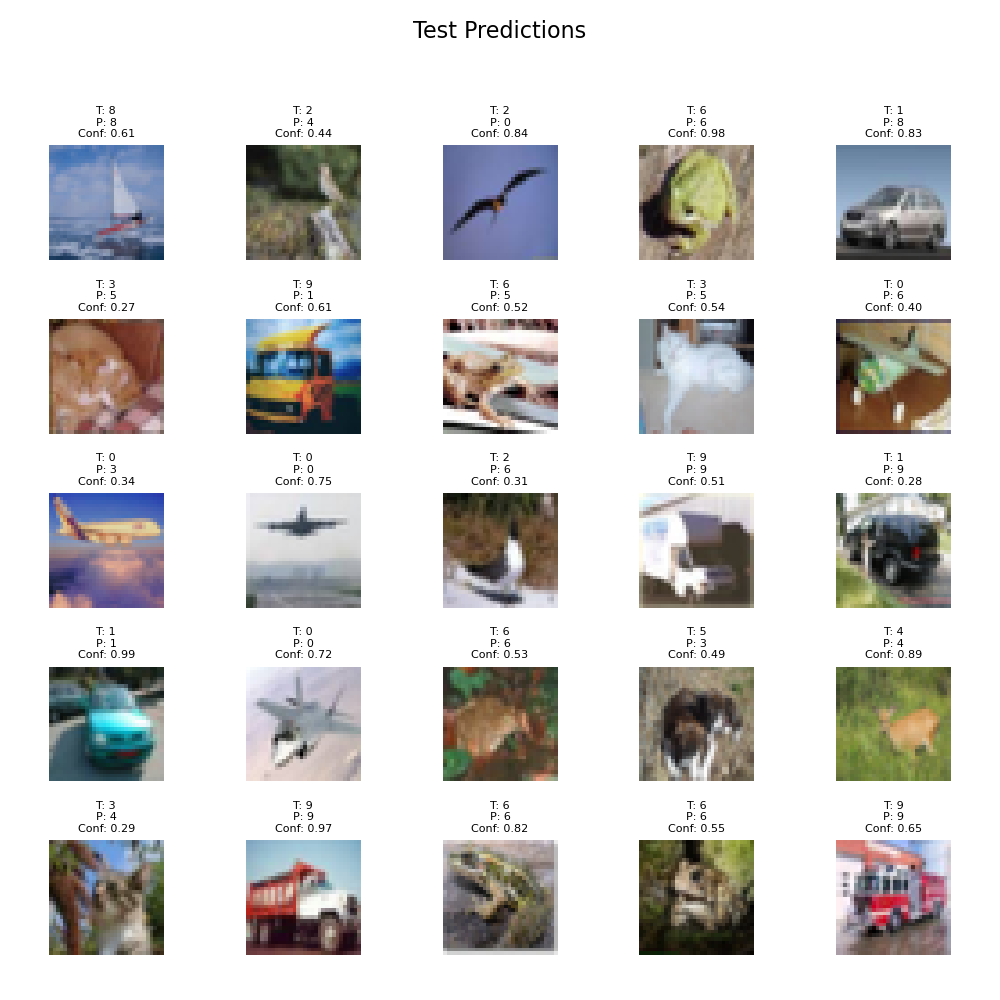 Test Predictions
T: 8
P: 8
Conf: 0.61
T: 2
P: 4
Conf: 0.44
T: 2
P: 0
Conf: 0.84
T: 6
P: 6
Conf: 0.98
T: 1
P: 8
Conf: 0.83
T: 3
P: 5
Conf: 0.27
T: 9
P: 1
Conf: 0.61
T: 6
P: 5
Conf: 0.52
T: 3
P: 5
Conf: 0.54
T: 0
P: 6
Conf: 0.40
T: 0
P: 3
Conf: 0.34
T: 0
P: 0
Conf: 0.75
T: 2
P: 6
Conf: 0.31
T: 9
P: 9
Conf: 0.51
T: 1
P: 9
Conf: 0.28
T: 1
P: 1
Conf: 0.99
T: 0
P: 0
Conf: 0.72
T: 6
P: 6
Conf: 0.53
T: 5
P: 3
Conf: 0.49
T: 4
P: 4
Conf: 0.89
T: 3
P: 4
Conf: 0.29
T: 9
P: 9
Conf: 0.97
T: 6
P: 6
Conf: 0.82
T: 6
P: 6
Conf: 0.55
T: 9
P: 9
Conf: 0.65